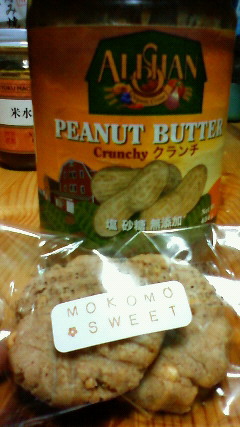 ALISHAN
PEANUT BUTTER
Crunchy クランチ
塩 砂糖 無添加
米水
MOKOMO
SWEET